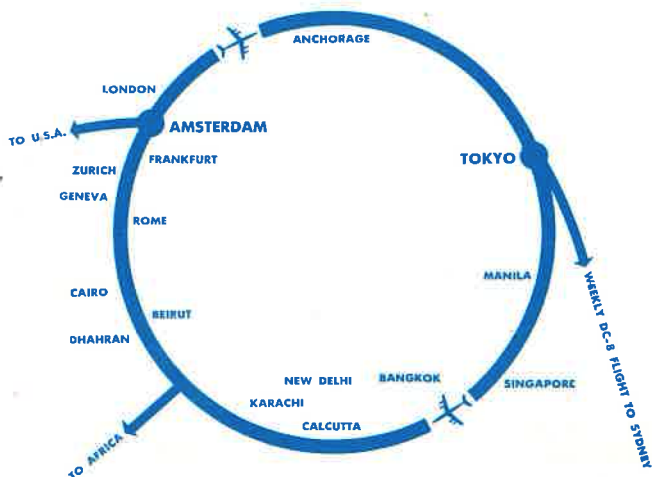 ANCHORAGE
LONDON
TO U.S.A.
AMSTERDAM
FRANKFURT
ZURICH
GENEVA
ROME
TOKYO
MANILA
CAIRO
BEIRUT
DHAHRAN
NEW DELHI
BANGKOK
SINGAPORE
KARACHI
CALCUTTA
TO AFRICA
WEEKLY DC-8 FLIGHT TO SYDNEY